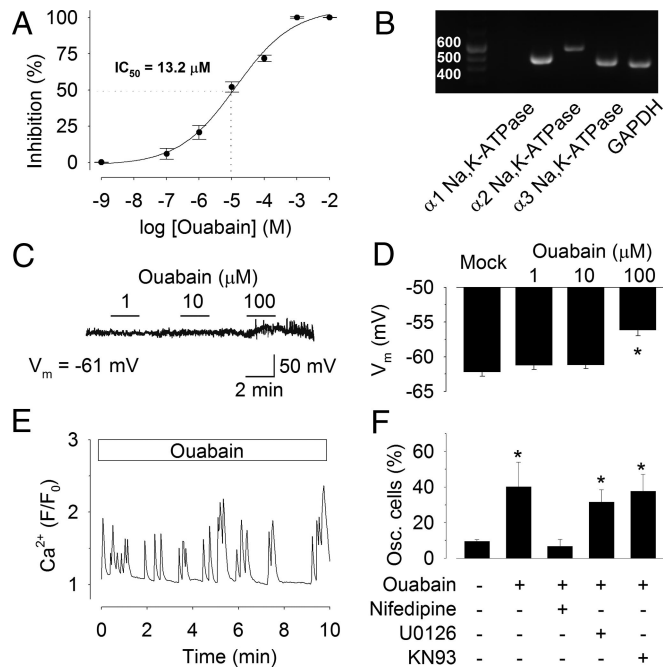 A
100
75
50
25
0
Inhibition (%)
IC50 = 13.2 μM
-9 -8 -7 -6 -5 -4 -3 -2
log [Ouabain] (M)
B
600
500
400
α1 Na,K-ATPase
α2 Na,K-ATPase
α3 Na,K-ATPase
GAPDH
C
Ouabain (μM)
1 10 100
Vm = -61 mV
50 mV
2 min
D
Mock
Ouabain (μM)
1 10 100
-50
-55
-60
-65
Vm (mV)
*
E
3
2
1
Ca2+ (F/F0)
Ouabain
0 2 4 6 8 10
Time (min)
F
60
40
20
0
Osc. cells (%)
* * *
Ouabain - + + + +
Nifedipine +
U0126 +
KN93 - +